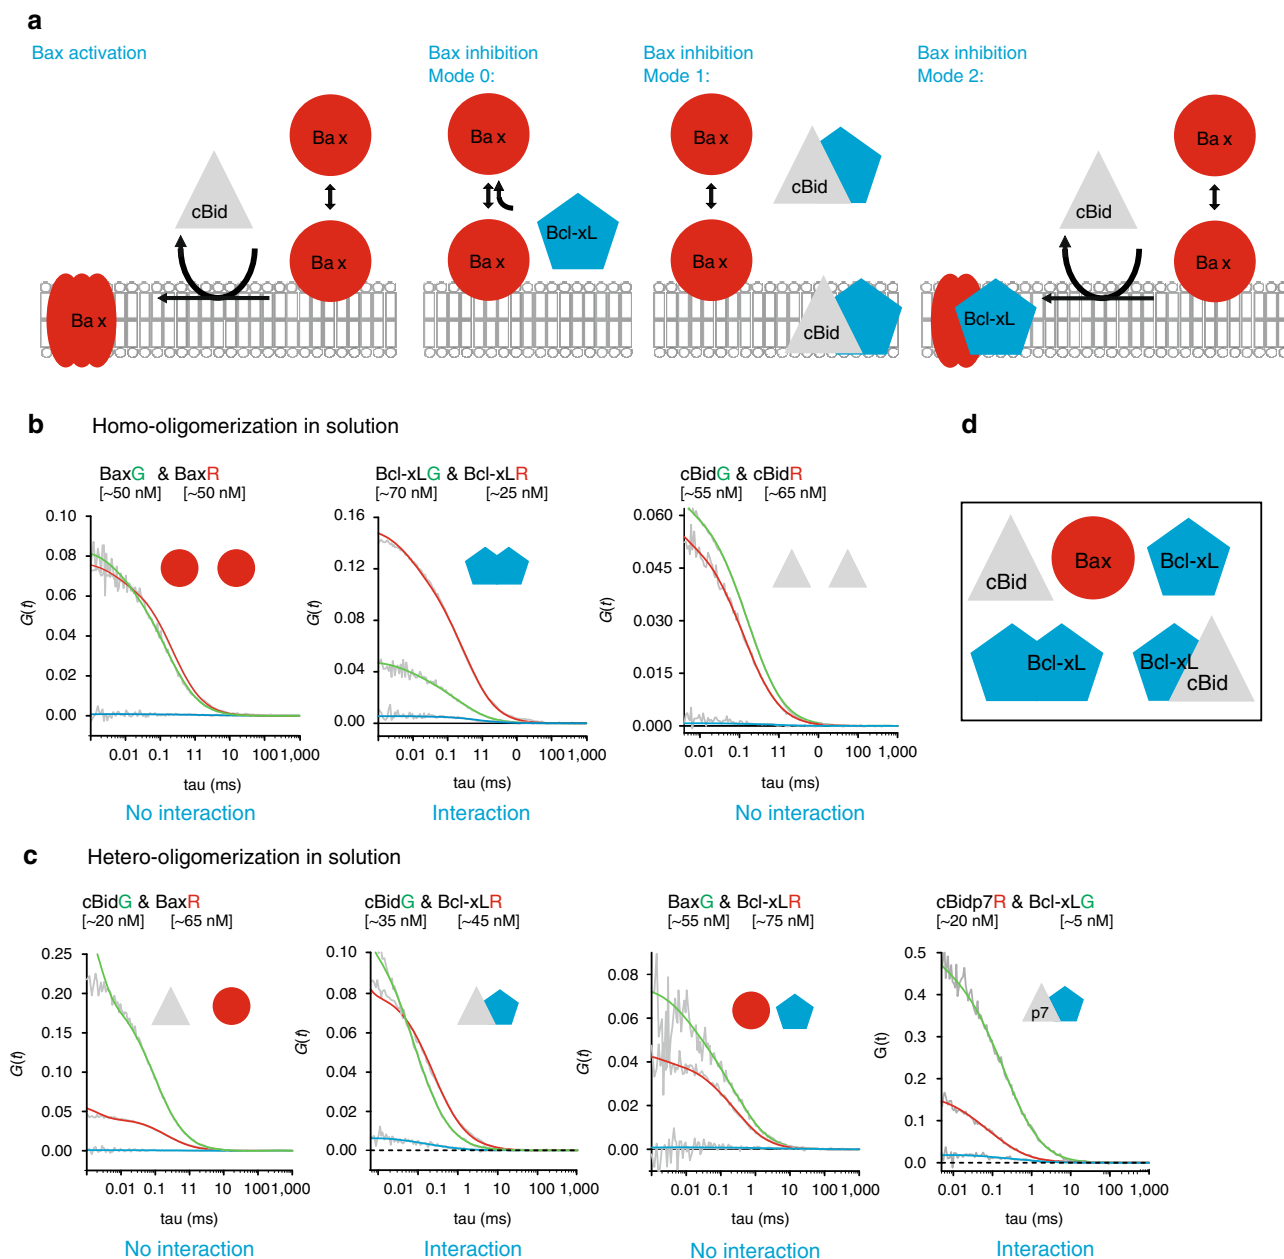 a
Bax activation
Bax inhibition
Mode 0:
Bax inhibition
Mode 1:
Bax inhibition
Mode 2:
Bax
Bax
Bax
Bax
cBid
cBid
cBid
Bcl-xL
Bax
Bax
Bax
Bax
Bax
cBid
Bcl-xL
b Homo-oligomerization in solution
d
BaxG & BaxR
[~50 nM] [~50 nM]
0.10
0.08
0.06
0.04
0.02
0.00
G(t)
0.01 0.1 11 10 100 1,000
tau (ms)
No interaction
Bcl-xLG & Bcl-xLR
[~70 nM] [~25 nM]
0.16
0.12
0.08
0.04
0.00
G(t)
0.01 0.1 11 0 100 1,000
tau (ms)
Interaction
cBidG & cBidR
[~55 nM] [~65 nM]
0.060
0.045
0.030
0.015
0.000
G(t)
0.01 0.1 11 0 100 1,000
tau (ms)
No interaction
cBid
Bax
Bcl-xL
Bcl-xL
Bcl-xL
cBid
c Hetero-oligomerization in solution
cBidG & BaxR
[~20 nM] [~65 nM]
0.25
0.20
0.15
0.10
0.05
0.00
G(t)
0.01 0.1 1 10 100 1,000
tau (ms)
No interaction
cBidG & Bcl-xLR
[~35 nM] [~45 nM]
0.10
0.08
0.06
0.04
0.02
0.00
G(t)
0.01 0.1 1 10 100 1,000
tau (ms)
Interaction
BaxG & Bcl-xLR
[~55 nM] [~75 nM]
0.08
0.06
0.04
0.02
0.00
G(t)
0.01 0.1 1 10 100 1,000
tau (ms)
No interaction
cBidp7R & Bcl-xLG
[~20 nM] [~5 nM]
0.5
0.4
0.3
0.2
0.1
0.0
G(t)
p7
0.01 0.1 1 10 100 1,000
tau (ms)
Interaction